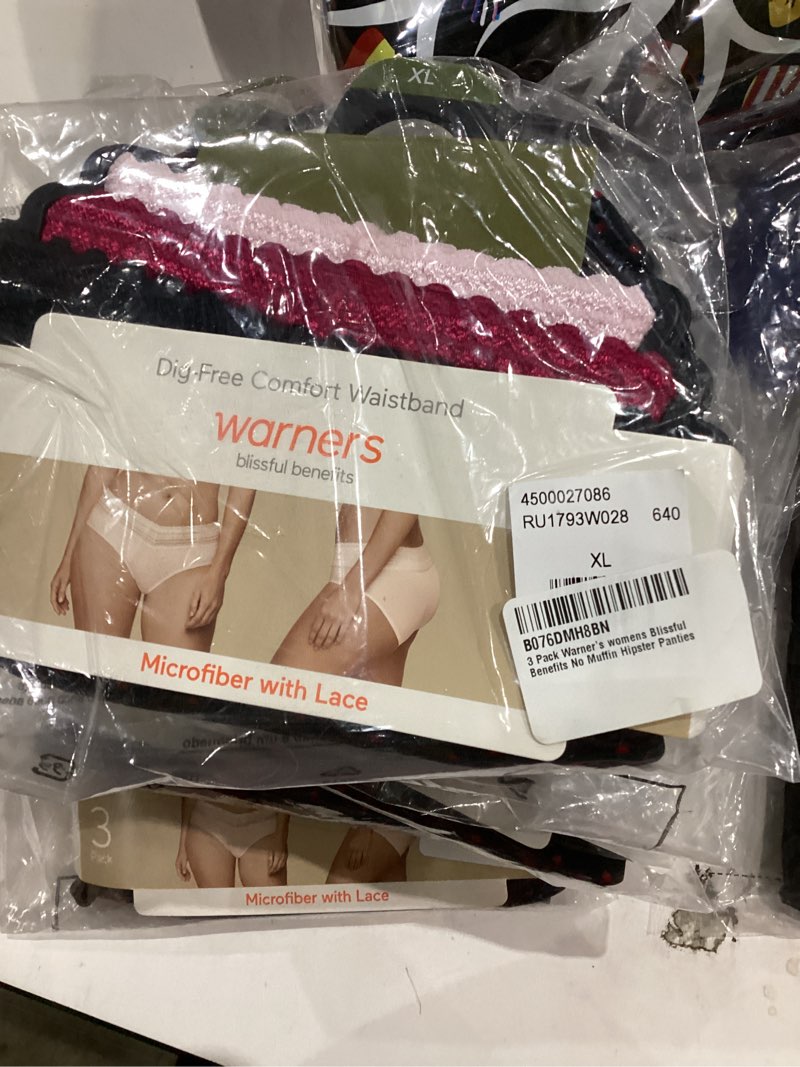 XL
Dig-Free Comfort Waistband
warners
blissful benefits
4500027086
RU1793W028 640
XL
B076DMH8BN
3 Pack Warner's womens Blissful
Benefits No Muffin Hipster Panties
Microfiber with Lace
3
Pack
Microfiber with Lace